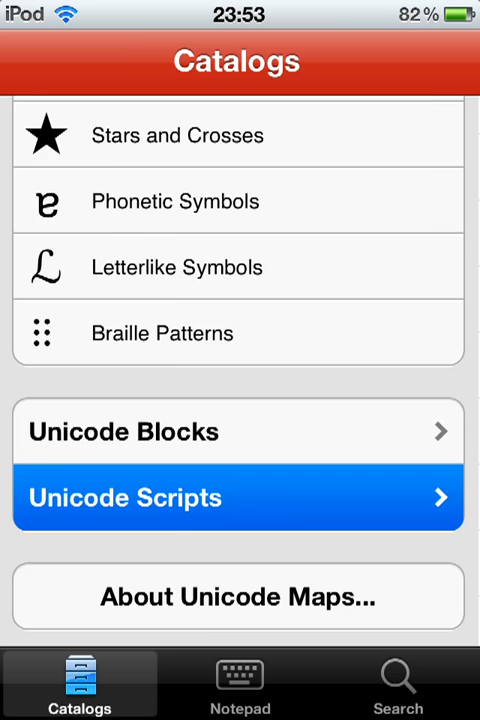 iPod 23:53 82%
Catalogs
★ Stars and Crosses
ɐ Phonetic Symbols
ℒ Letterlike Symbols
⠿ Braille Patterns
Unicode Blocks
Unicode Scripts
About Unicode Maps...
Catalogs Notepad Search